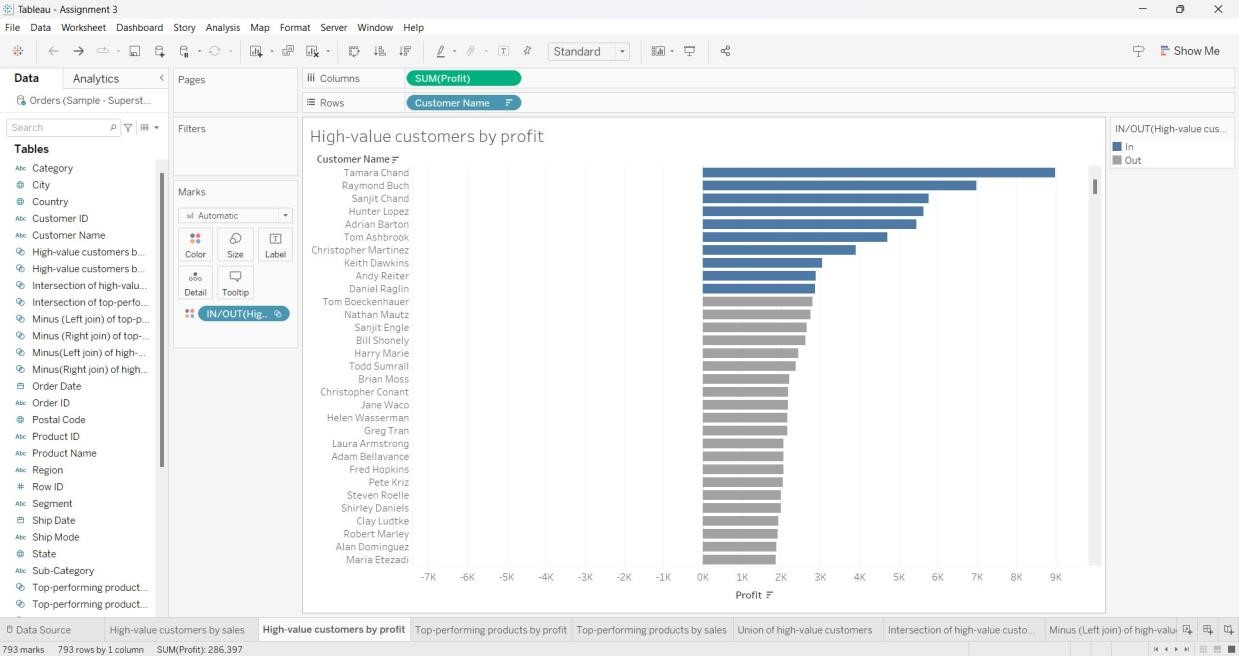 Tableau - Assignment 3
File Data Worksheet Dashboard Story Analysis Map Format Server Window Help
Standard
Show Me
Data Analytics
Orders (Sample - Superst...
Search
Tables
Abc Category
City
Country
Abc Customer ID
Abc Customer Name
High-value customers b...
High-value customers b...
Intersection of high-valu...
Intersection of top-perfo...
Minus (Left join) of top-p...
Minus (Right join) of top-...
Minus(Left join) of high-...
Minus(Right join) of high...
Order Date
Abc Order ID
Postal Code
Abc Product ID
Abc Product Name
Abc Region
# Row ID
Abc Segment
Ship Date
Abc Ship Mode
State
Abc Sub-Category
Top-performing product...
Top-performing product...
Pages
Filters
Marks
Automatic
Color Size Label
Detail Tooltip
IN/OUT(Hig..
Columns SUM(Profit)
Rows Customer Name
High-value customers by profit
Customer Name
Tamara Chand
Raymond Buch
Sanjit Chand
Hunter Lopez
Adrian Barton
Tom Ashbrook
Christopher Martinez
Keith Dawkins
Andy Reiter
Daniel Raglin
Tom Boeckenhauer
Nathan Mautz
Sanjit Engle
Bill Shonely
Harry Marie
Todd Sumrall
Brian Moss
Christopher Conant
Jane Waco
Helen Wasserman
Greg Tran
Laura Armstrong
Adam Bellavance
Fred Hopkins
Pete Kriz
Steven Roelle
Shirley Daniels
Clay Ludtke
Robert Marley
Alan Dominguez
Maria Etezadi
-7K -6K -5K -4K -3K -2K -1K 0K 1K 2K 3K 4K 5K 6K 7K 8K 9K
Profit
IN/OUT(High-value cus...
In
Out
Data Source High-value customers by sales High-value customers by profit Top-performing products by profit Top-performing products by sales Union of high-value customers Intersection of high-value custo... Minus (Left join) of high-valu
793 marks 793 rows by 1 column SUM(Profit): 286,397